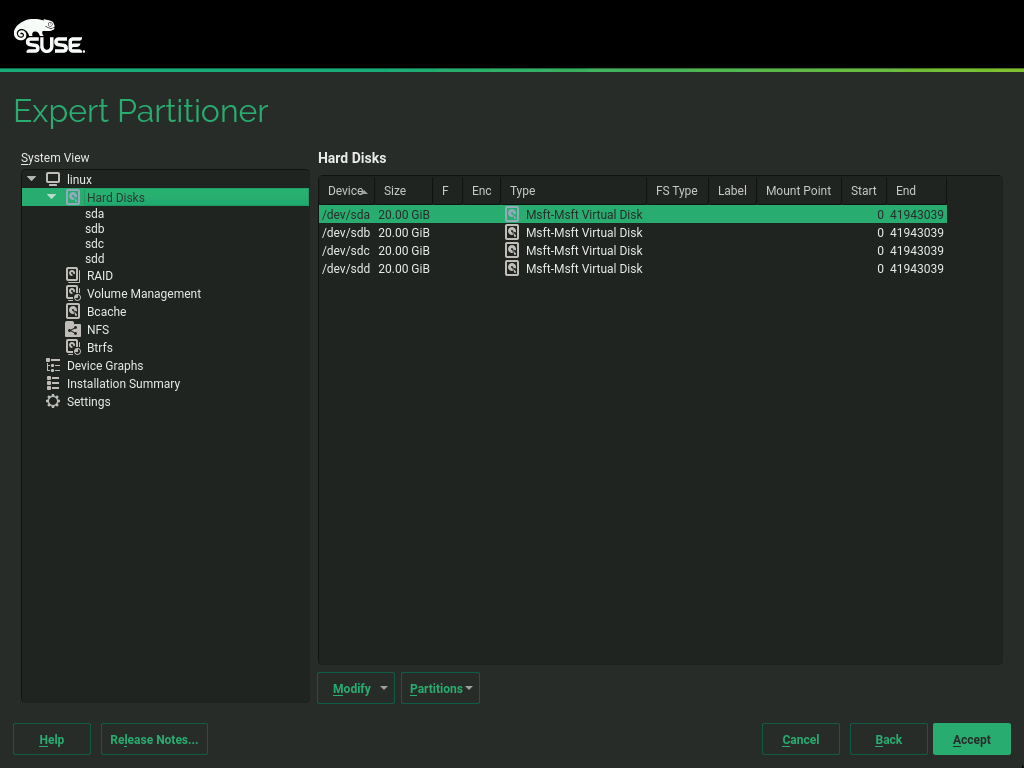 SUSE.
Expert Partitioner
System View
linux
Hard Disks
sda
sdb
sdc
sdd
RAID
Volume Management
Bcache
NFS
Btrfs
Device Graphs
Installation Summary
Settings
Hard Disks
Device Size F Enc Type FS Type Label Mount Point Start End
/dev/sda 20.00 GiB Msft-Msft Virtual Disk 0 41943039
/dev/sdb 20.00 GiB Msft-Msft Virtual Disk 0 41943039
/dev/sdc 20.00 GiB Msft-Msft Virtual Disk 0 41943039
/dev/sdd 20.00 GiB Msft-Msft Virtual Disk 0 41943039
Modify Partitions
Help Release Notes... Cancel Back Accept